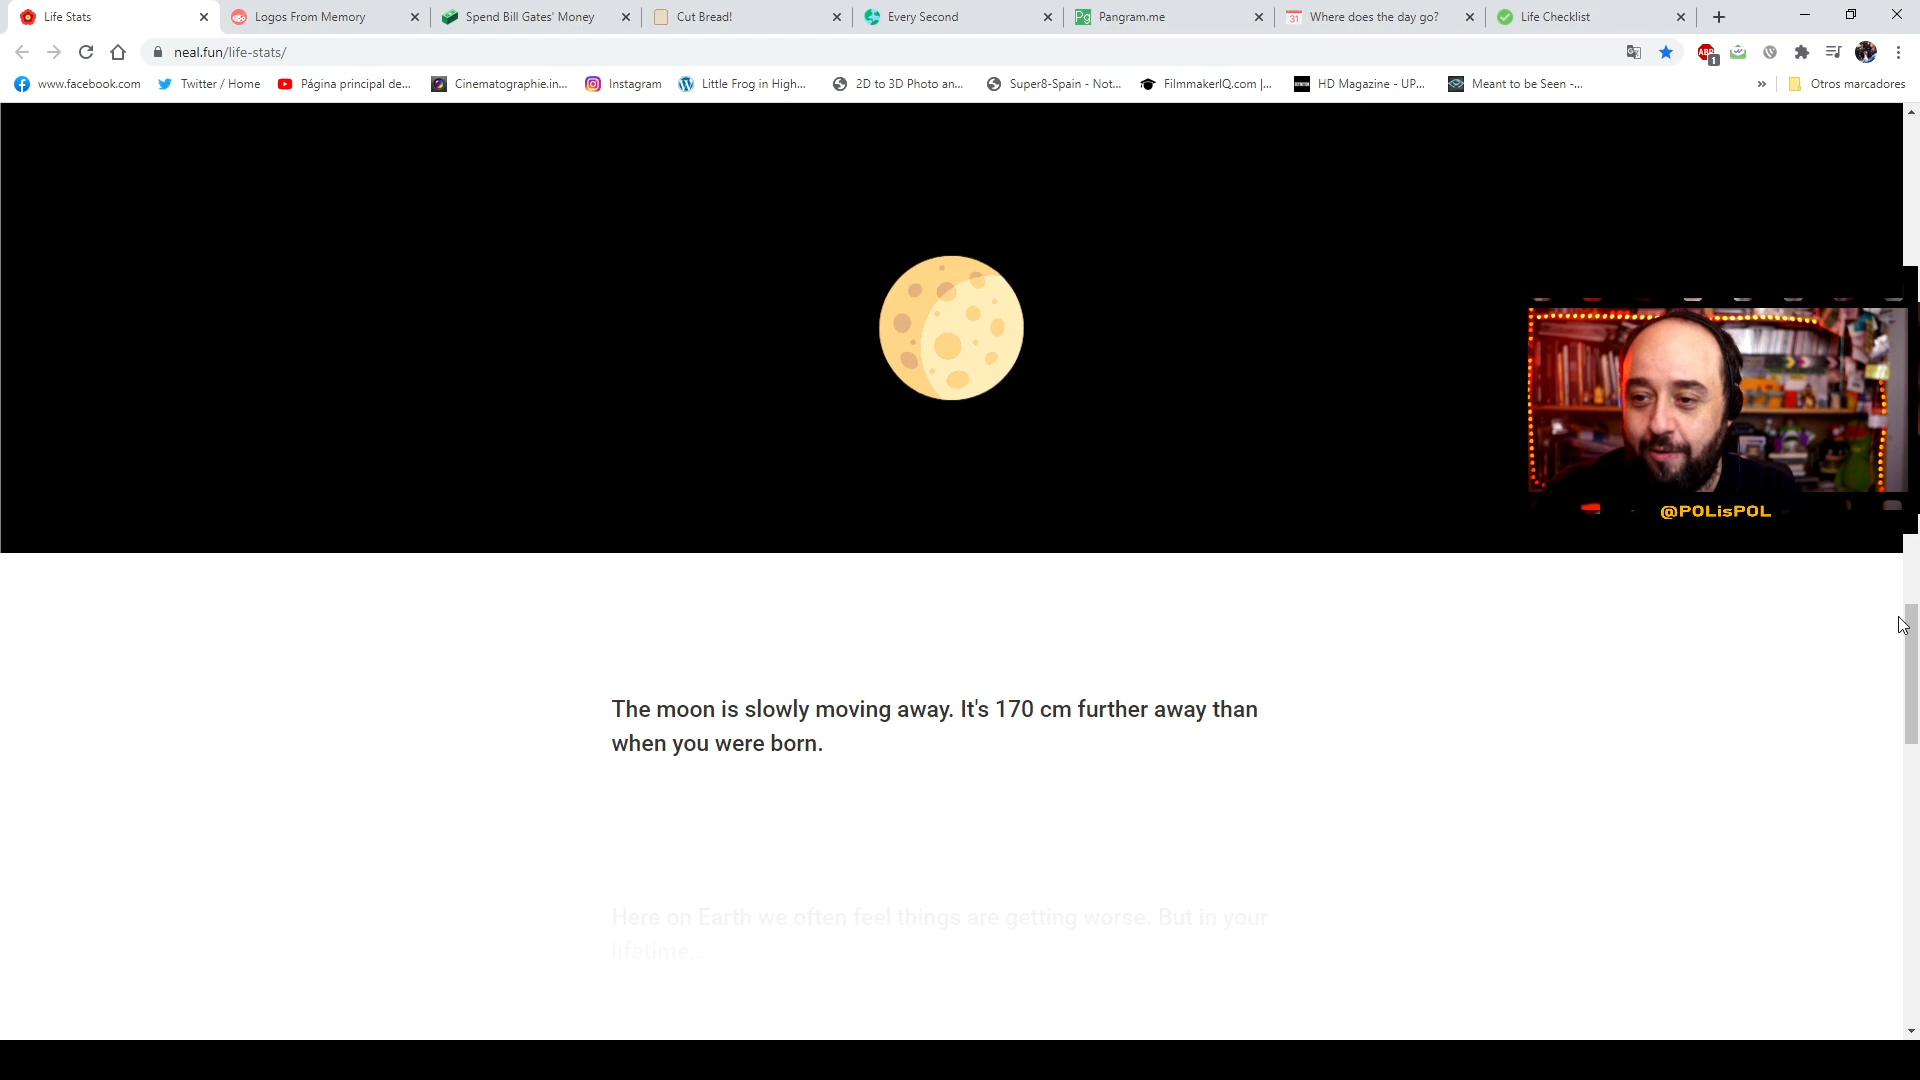 Life Stats
Logos From Memory
Spend Bill Gates' Money
Cut Bread!
Every Second
Pg Pangram.me
31 Where does the day go?
Life Checklist
neal.fun/life-stats/
ABP 1
www.facebook.com
Twitter / Home
Página principal de...
Cinematographie.in...
Instagram
Little Frog in High...
2D to 3D Photo an...
Super8-Spain - Not...
FilmmakerIQ.com |...
HD Magazine - UP...
Meant to be Seen -...
»
Otros marcadores
@POLisPOL
The moon is slowly moving away. It's 170 cm further away than
when you were born.
Here on Earth we often feel things are getting worse. But in your
lifetime...